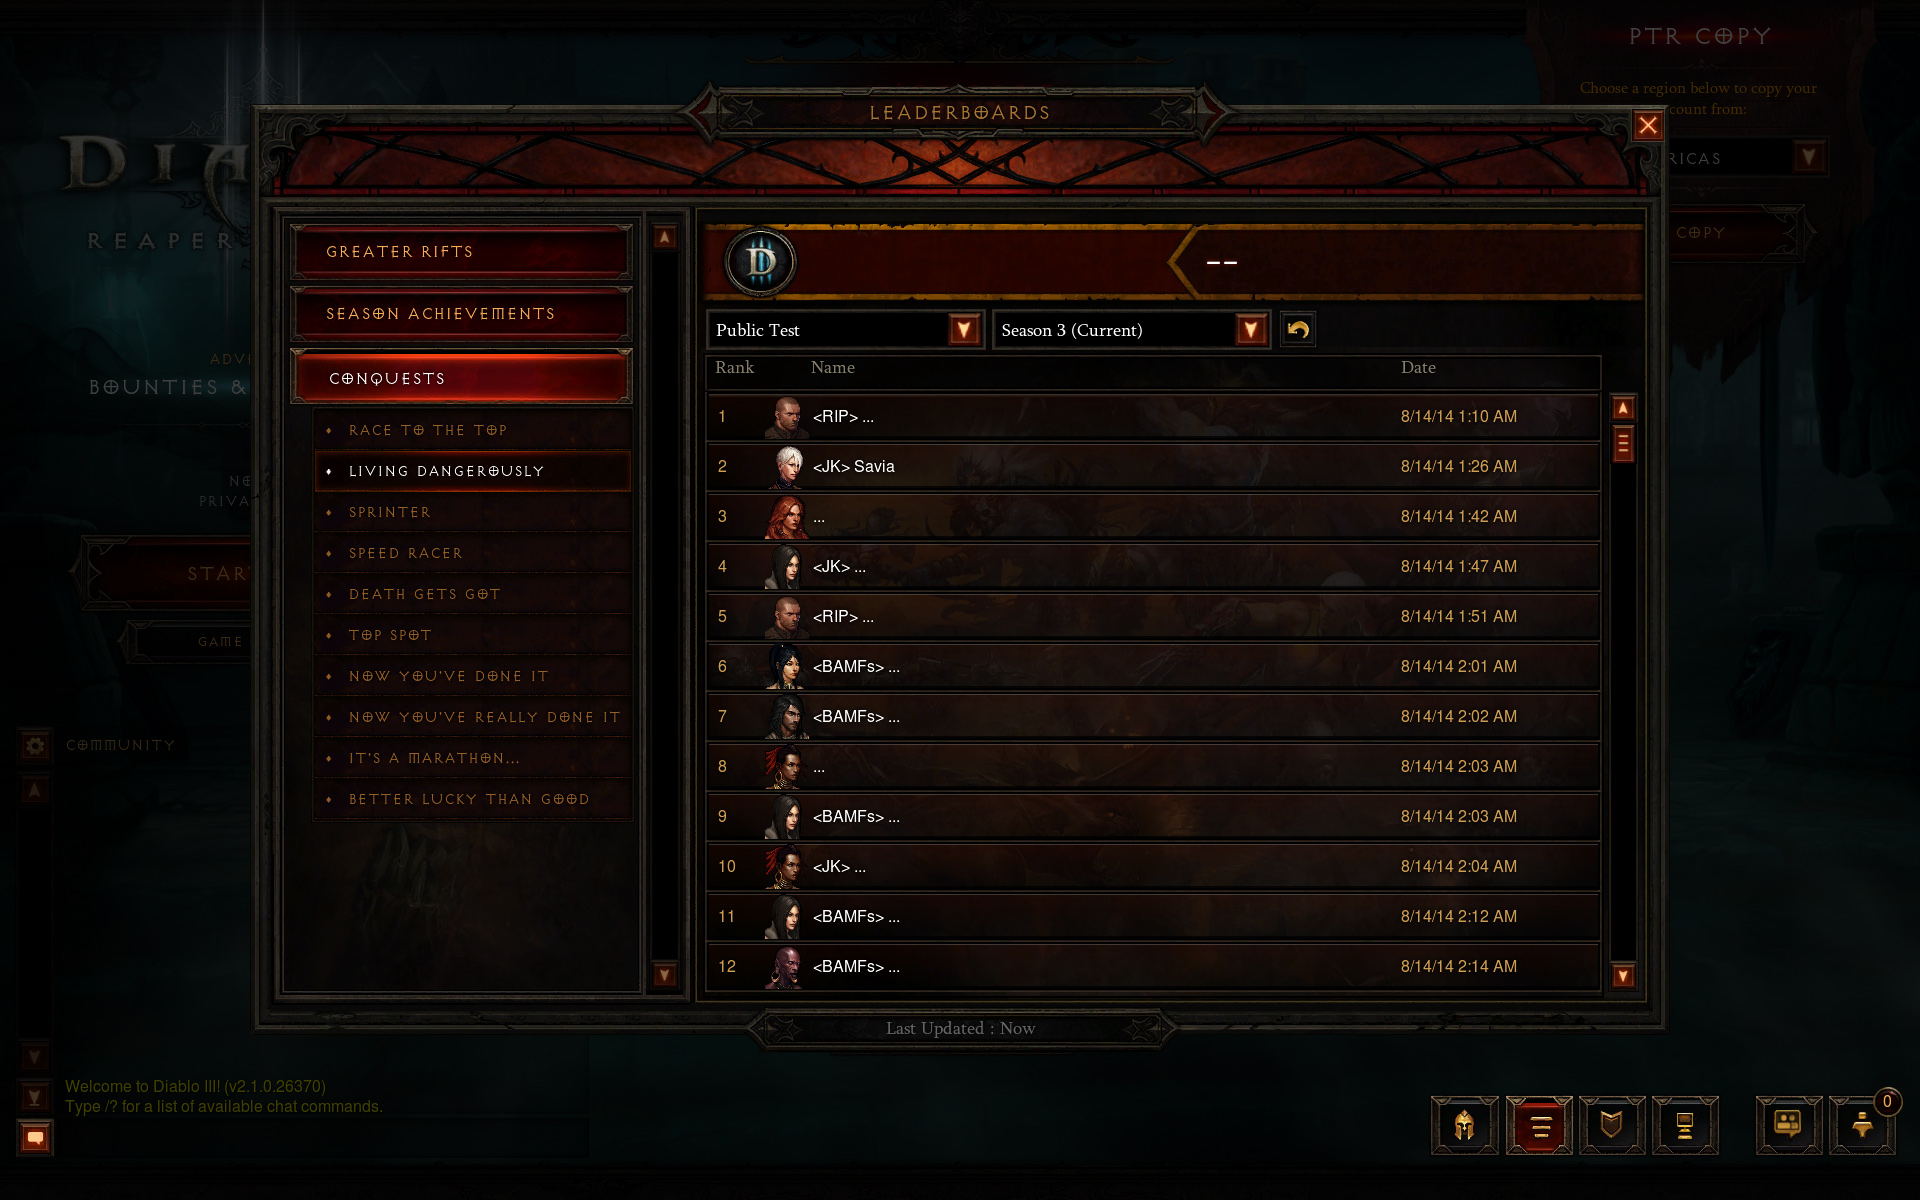 PTR COPY
Choose a region below to copy your
count from:
RICAS
COPY
DIA
REAPER
LEADERBOARDS
GREATER RIFTS
SEASON ACHIEVEMENTS
CONQUESTS
RACE TO THE TOP
LIVING DANGEROUSLY
SPRINTER
SPEED RACER
DEATH GETS GOT
TOP SPOT
NOW YOU'VE DONE IT
NOW YOU'VE REALLY DONE IT
IT'S A MARATHON...
BETTER LUCKY THAN GOOD
ADVE
BOUNTIES &
NO
PRIVA
START
GAME
COMMUNITY
D
--
Public Test
Season 3 (Current)
Rank Name Date
1 <RIP> ... 8/14/14 1:10 AM
2 <JK> Savia 8/14/14 1:26 AM
3 ... 8/14/14 1:42 AM
4 <JK> ... 8/14/14 1:47 AM
5 <RIP> ... 8/14/14 1:51 AM
6 <BAMFs> ... 8/14/14 2:01 AM
7 <BAMFs> ... 8/14/14 2:02 AM
8 ... 8/14/14 2:03 AM
9 <BAMFs> ... 8/14/14 2:03 AM
10 <JK> ... 8/14/14 2:04 AM
11 <BAMFs> ... 8/14/14 2:12 AM
12 <BAMFs> ... 8/14/14 2:14 AM
Last Updated : Now
Welcome to Diablo III! (v2.1.0.26370)
Type /? for a list of available chat commands.
0